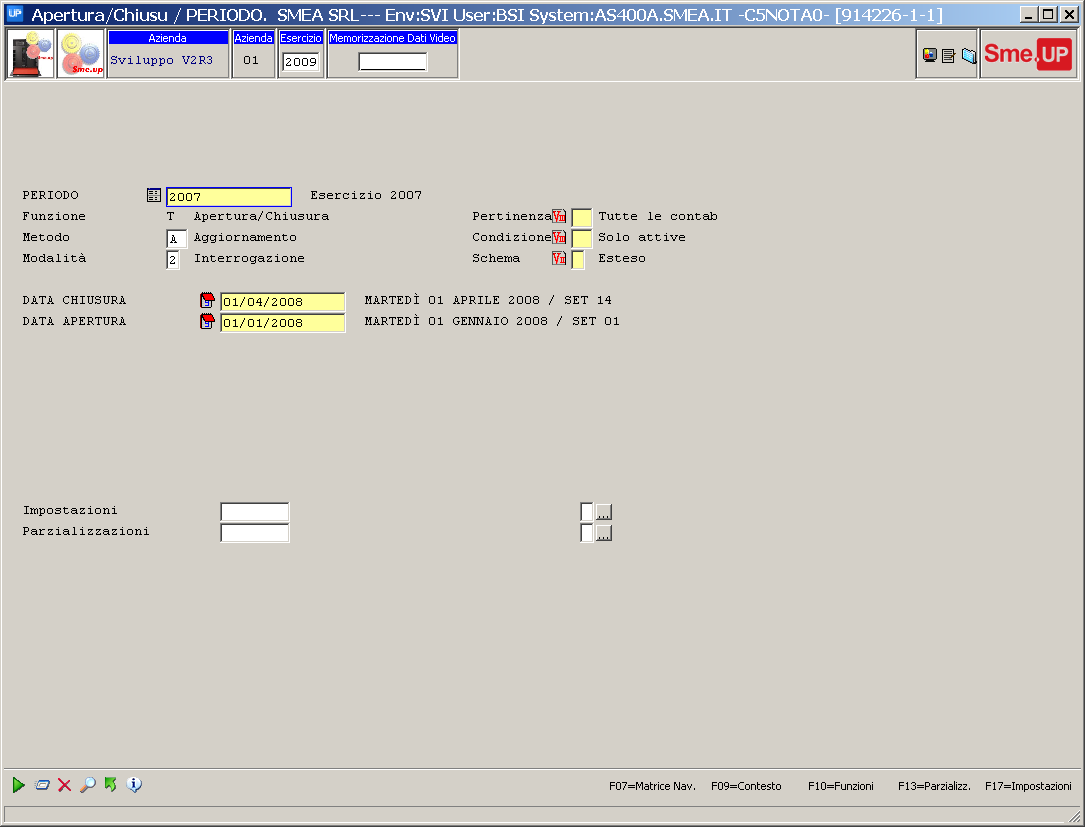 UP Apertura/Chiusu / PERIODO. SMEA SRL--- Env:SVI User:BSI System:AS400A.SMEA.IT -C5NOTA0- [914226-1-1]
Azienda Azienda Esercizio Memorizzazione Dati Video
Sme.up Sviluppo V2R3 01 2009 Sme.UP
PERIODO 2007 Esercizio 2007
Funzione T Apertura/Chiusura Pertinenza Tutte le contab
Metodo A Aggiornamento Condizione Solo attive
Modalità 2 Interrogazione Schema Esteso
DATA CHIUSURA 01/04/2008 MARTEDÌ 01 APRILE 2008 / SET 14
DATA APERTURA 01/01/2008 MARTEDÌ 01 GENNAIO 2008 / SET 01
Impostazioni ...
Parzializzazioni ...
F07=Matrice Nav. F09=Contesto F10=Funzioni F13=Parzializz. F17=Impostazioni